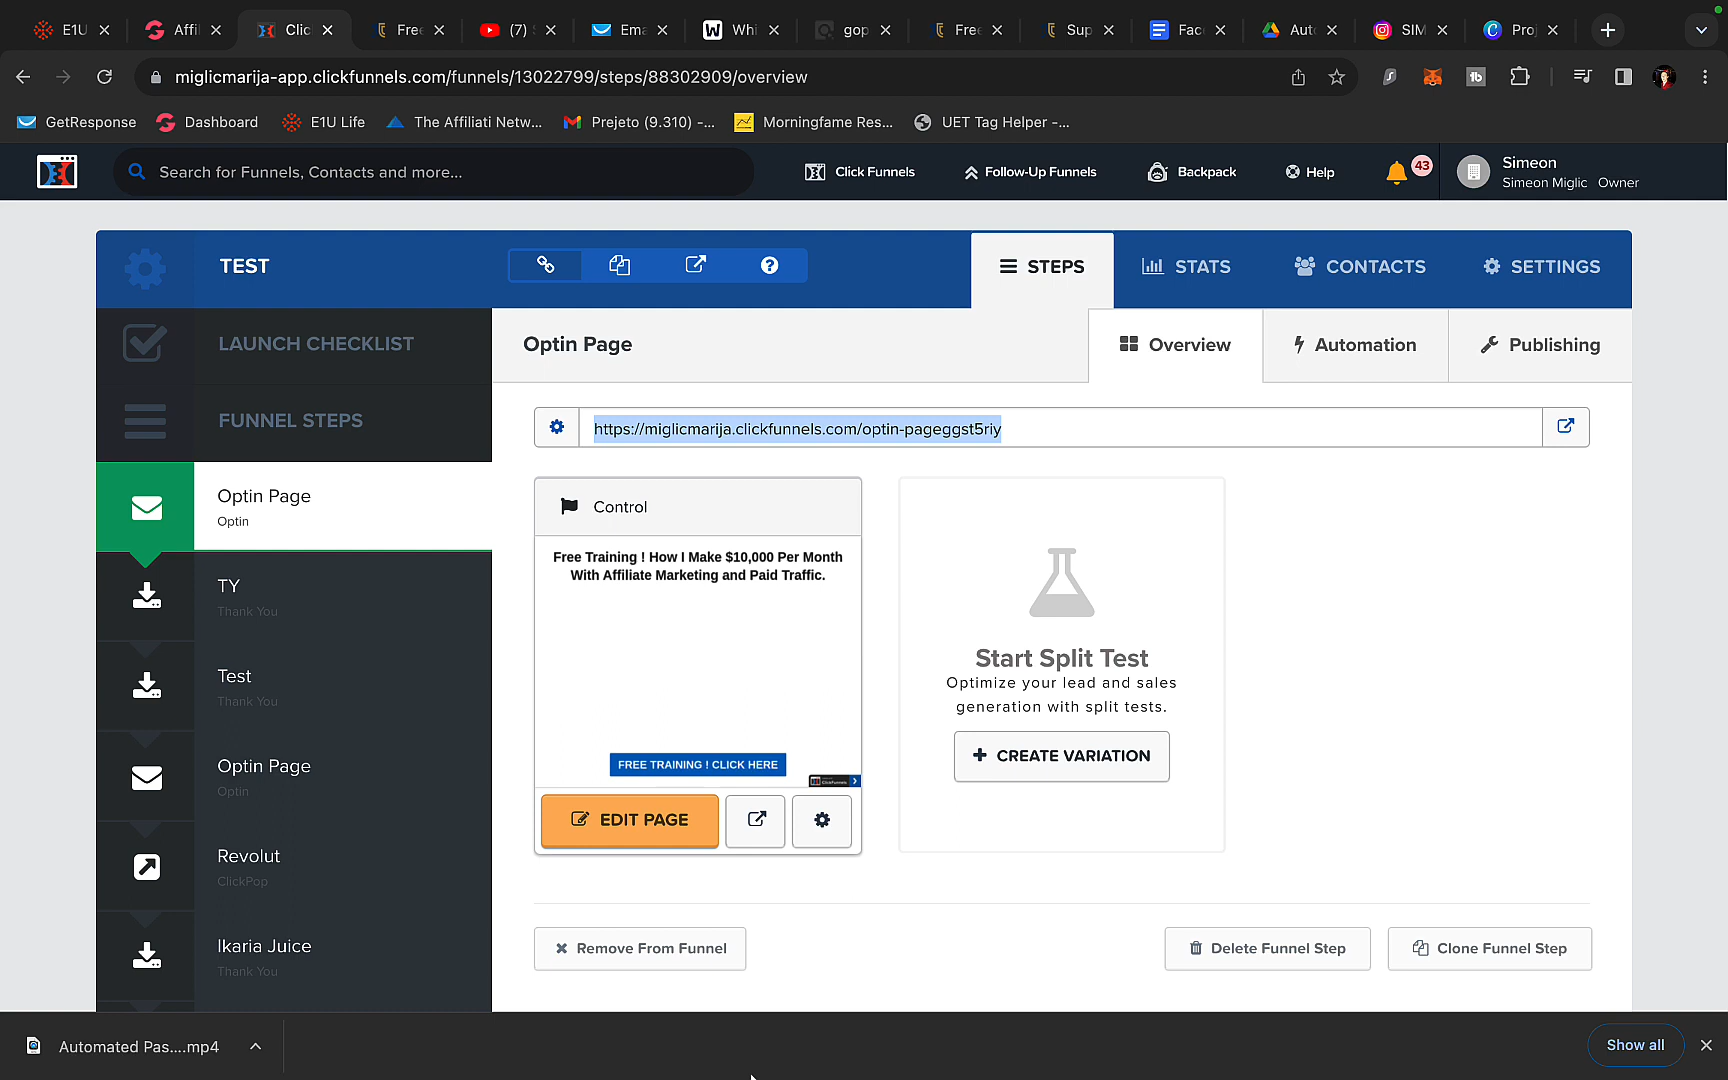 E1U
Affil
Clic
Free
(7) S
Ema
Whi
gop
Free
Sup
Fac
Auto
SIM
Proj
miglicmarija-app.clickfunnels.com/funnels/13022799/steps/88302909/overview
GetResponse
Dashboard
E1U Life
The Affiliati Netw...
Prejeto (9.310) -...
Morningfame Res...
UET Tag Helper -...
Search for Funnels, Contacts and more...
Click Funnels
Follow-Up Funnels
Backpack
Help
43
Simeon
Simeon Miglic Owner
TEST
STEPS
STATS
CONTACTS
SETTINGS
LAUNCH CHECKLIST
Optin Page
Overview
Automation
Publishing
FUNNEL STEPS
https://miglicmarija.clickfunnels.com/optin-pageggst5riy
Optin Page
Optin
TY
Thank You
Test
Thank You
Optin Page
Optin
Revolut
ClickPop
Ikaria Juice
Thank You
Control
Free Training ! How I Make $10,000 Per Month
With Affiliate Marketing and Paid Traffic.
FREE TRAINING ! CLICK HERE
ClickFunnels
EDIT PAGE
Start Split Test
Optimize your lead and sales
generation with split tests.
CREATE VARIATION
Remove From Funnel
Delete Funnel Step
Clone Funnel Step
Automated Pas....mp4
Show all